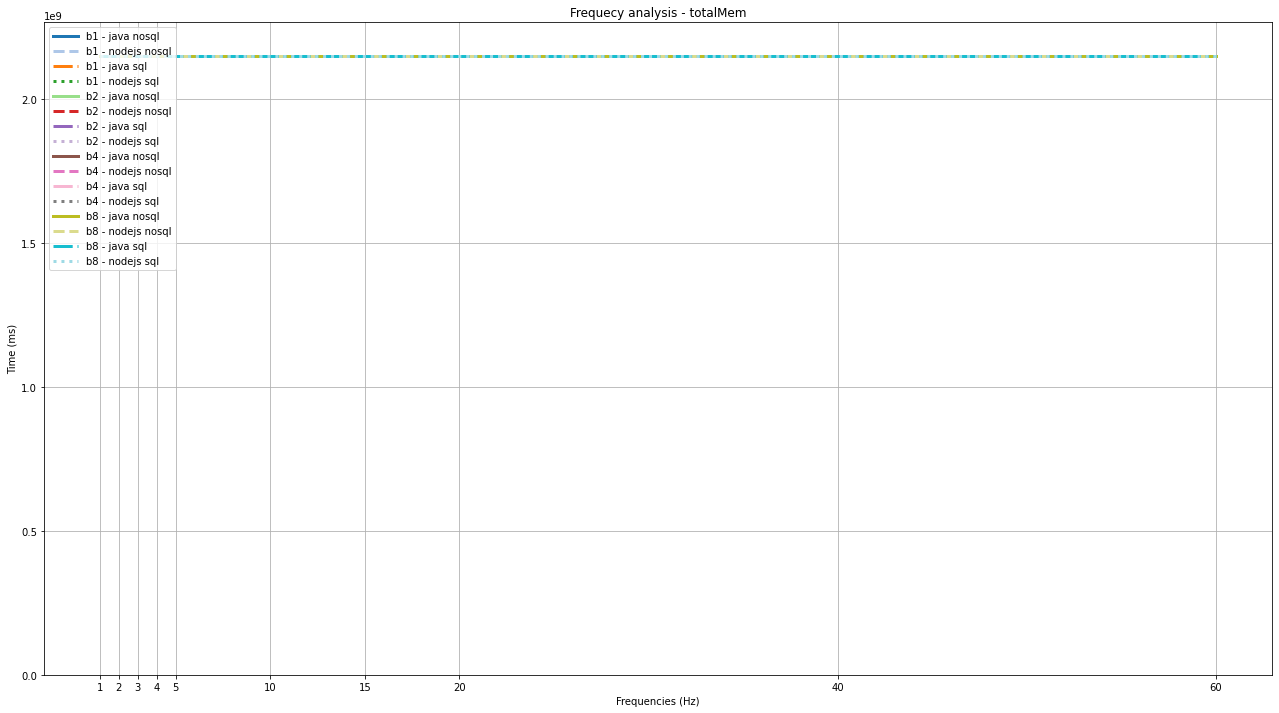 Frequecy analysis - totalMem
1e9
b1 - java nosql
b1 - nodejs nosql
b1 - java sql
b1 - nodejs sql
b2 - java nosql
b2 - nodejs nosql
b2 - java sql
b2 - nodejs sql
b4 - java nosql
b4 - nodejs nosql
b4 - java sql
b4 - nodejs sql
b8 - java nosql
b8 - nodejs nosql
b8 - java sql
b8 - nodejs sql
2.0
1.5
1.0
0.5
0.0
Time (ms)
1 2 3 4 5 10 15 20 40 60
Frequencies (Hz)